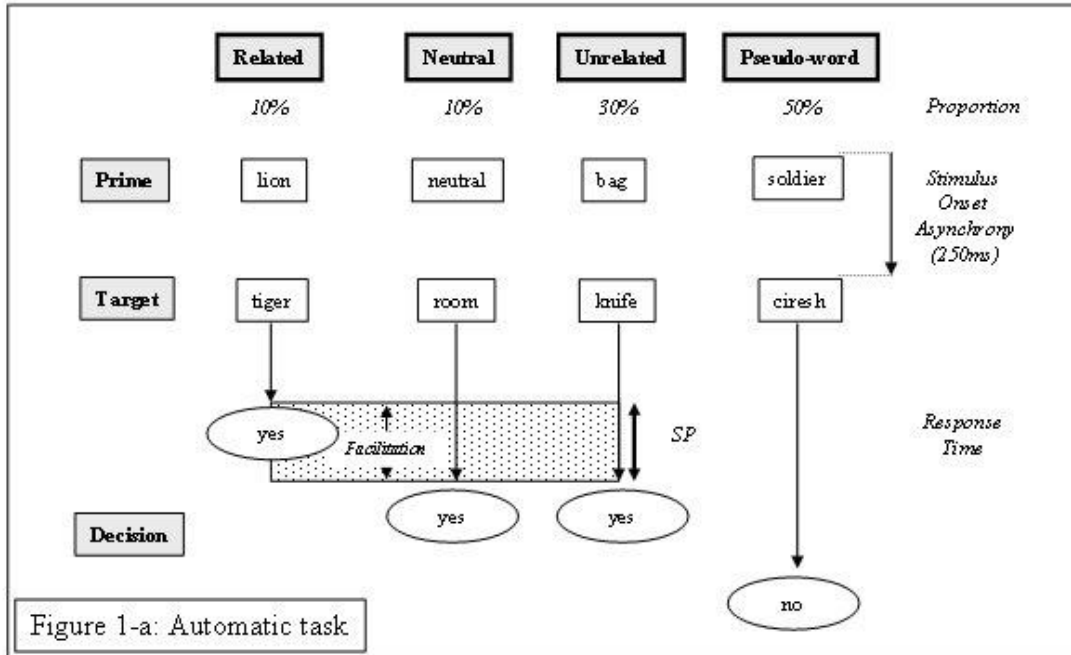 Related Neutral Unrelated Pseudo-word
10% 10% 30% 50% Proportion
Prime lion neutral bag soldier
Stimulus
Onset
Asynchrony
(250ms)
Target tiger room knife ciresh
yes Facilitation SP
Response
Time
yes yes
Decision
no
Figure 1-a: Automatic task